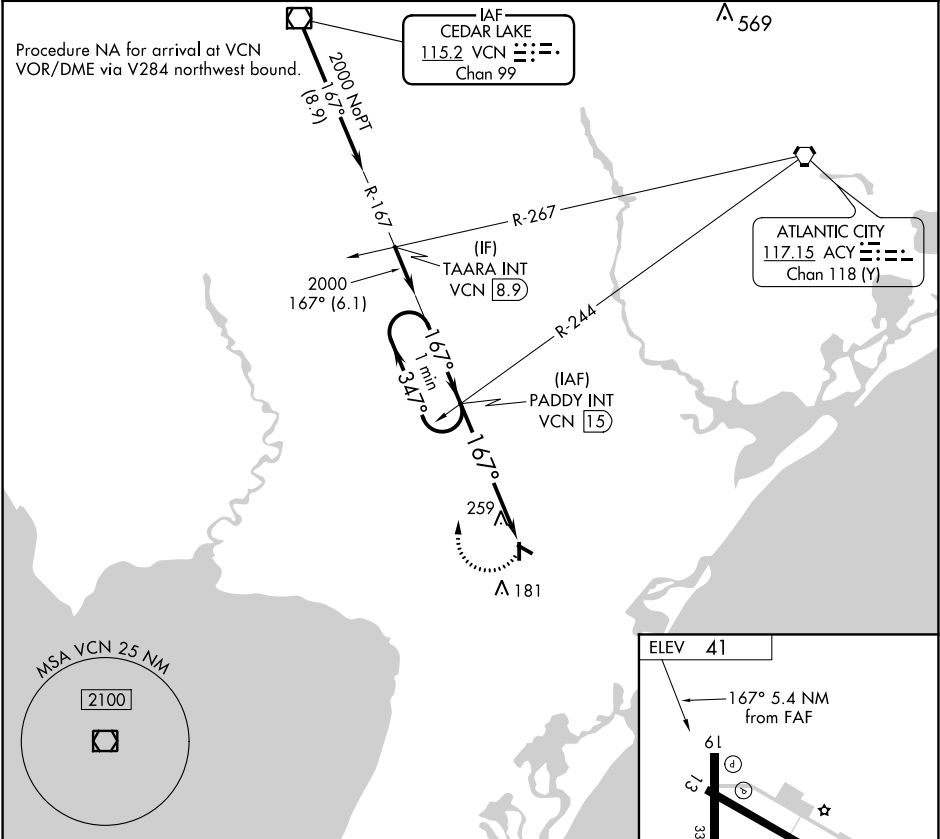 Procedure NA for arrival at VCN
VOR/DME via V284 northwest bound.
IAF
CEDAR LAKE
115.2 VCN
Chan 99
569
2000 NoPT
167°
(8.9)
R-167
R-267
ATLANTIC CITY
117.15 ACY
Chan 118 (Y)
(IF)
TAARA INT
VCN 8.9
2000
167° (6.1)
R-244
167°
1 min
347°
(IAF)
PADDY INT
VCN 15
167°
259
181
MSA VCN 25 NM
2100
ELEV 41
167° 5.4 NM
from FAF
19
P
13
P
33